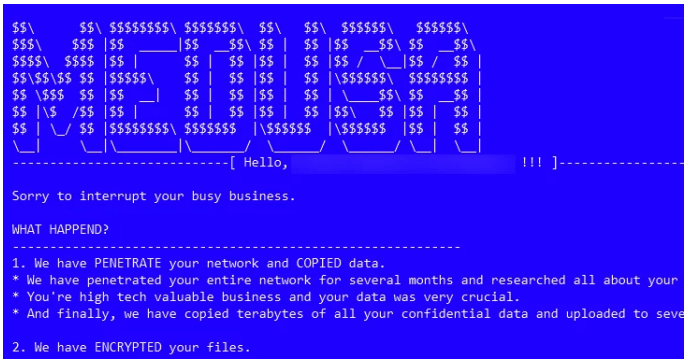 MEDUSA
------------------------------[ Hello, !!! ]-----------------
Sorry to interrupt your busy business.
WHAT HAPPEND?
------------------------------------------------------------
1. We have PENETRATE your network and COPIED data.
* We have penetrated your entire network for several months and researched all about your
* You're high tech valuable business and your data was very crucial.
* And finally, we have copied terabytes of all your confidential data and uploaded to seve
2. We have ENCRYPTED your files.